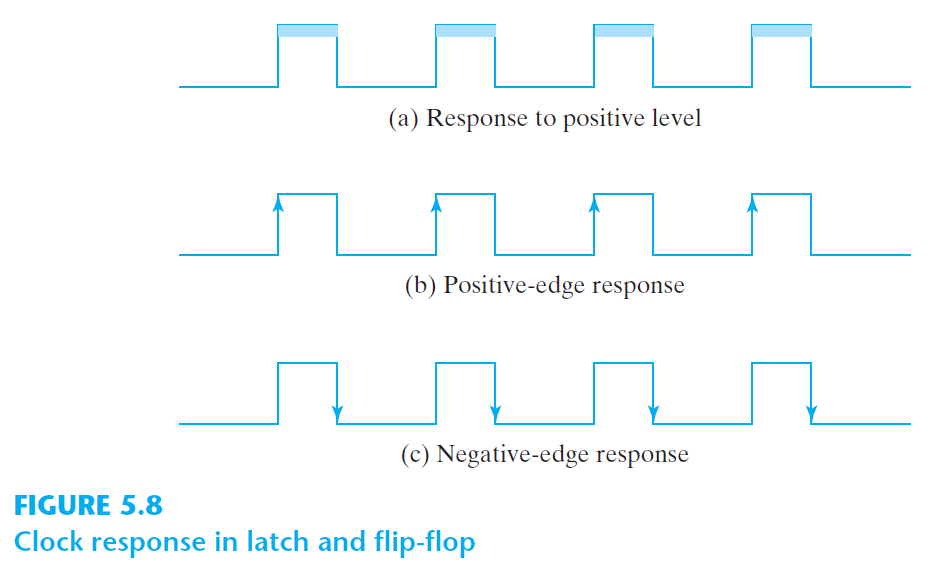 (a) Response to positive level
(b) Positive-edge response
(c) Negative-edge response
FIGURE 5.8
Clock response in latch and flip-flop